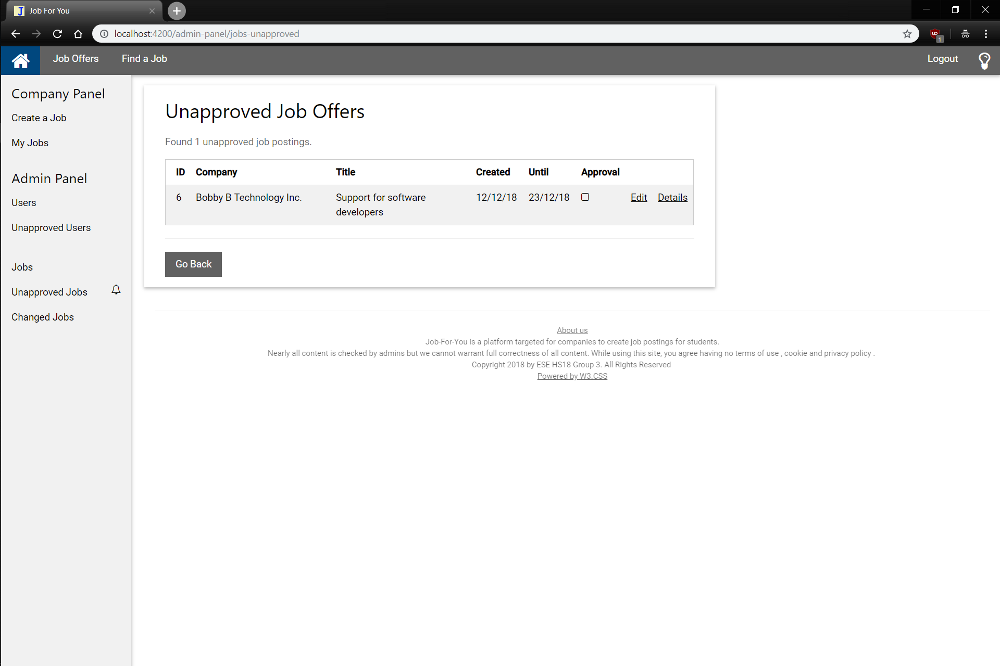 Job For You
localhost:4200/admin-panel/jobs-unapproved
1
Job Offers Find a Job Logout
Company Panel
Create a Job
My Jobs
Admin Panel
Users
Unapproved Users
Jobs
Unapproved Jobs
Changed Jobs
Unapproved Job Offers
Found 1 unapproved job postings.
ID Company Title Created Until Approval
6 Bobby B Technology Inc. Support for software 12/12/18 23/12/18 Edit Details
developers
Go Back
About us
Job-For-You is a platform targeted for companies to create job postings for students.
Nearly all content is checked by admins but we cannot warrant full correctness of all content. While using this site, you agree having no terms of use , cookie and privacy policy .
Copyright 2018 by ESE HS18 Group 3. All Rights Reserved
Powered by W3.CSS